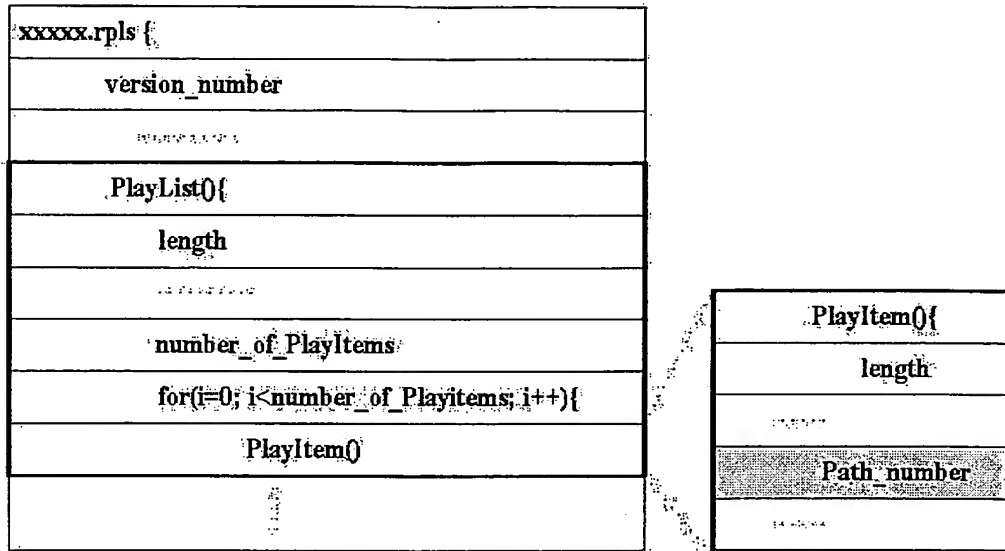 xxxxx.rpls {
version_number
PlayList(){
length
number_of_PlayItems
for(i=0; i<number_of_Playitems; i++){
PlayItem()
PlayItem(){
length
Path_number